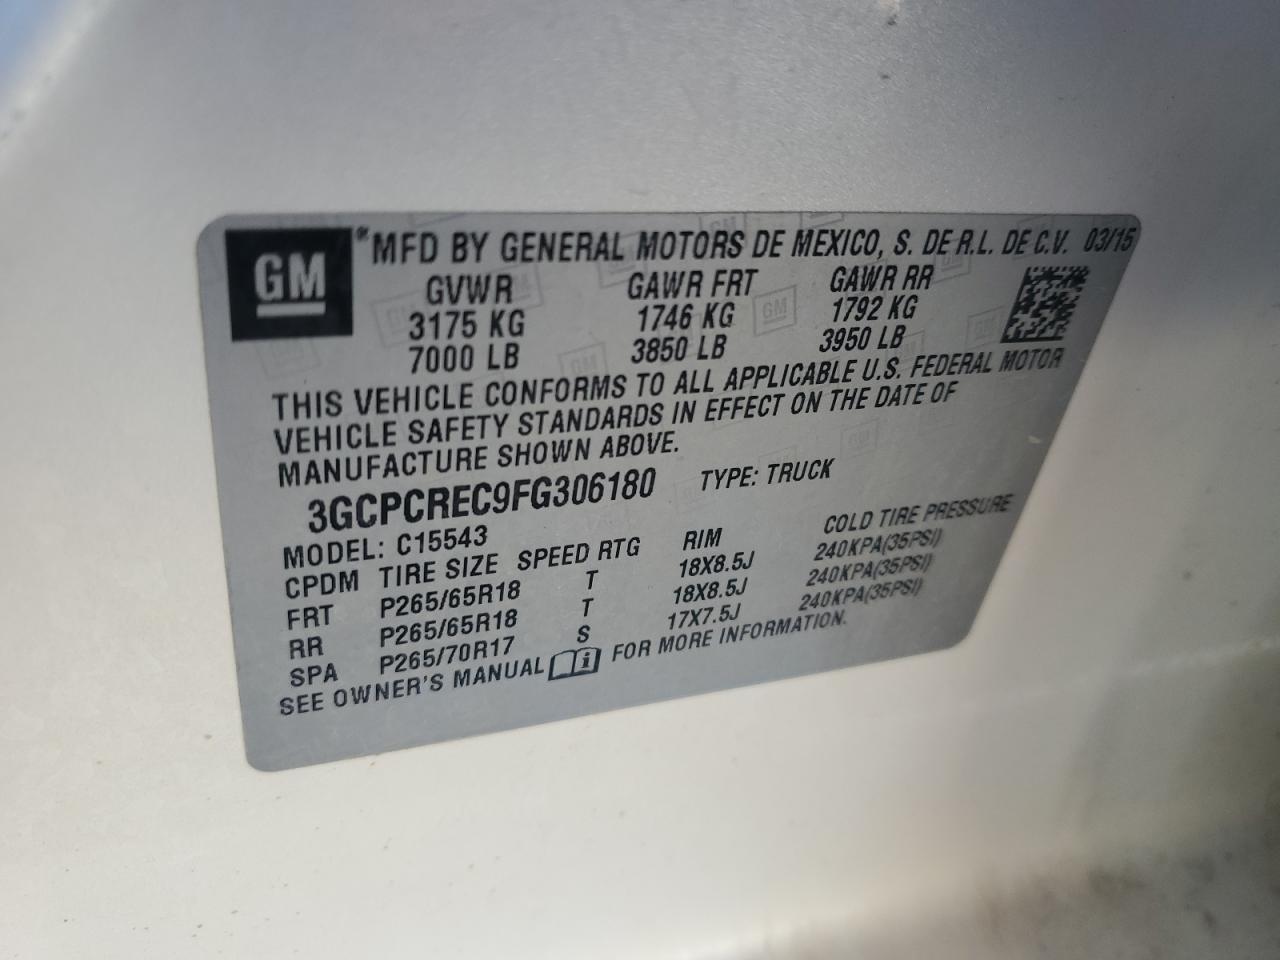 GM
®MFD BY GENERAL MOTORS DE MEXICO, S. DE R.L. DE C.V. 03/15
GVWR GAWR FRT GAWR RR
3175 KG 1746 KG 1792 KG
7000 LB 3850 LB 3950 LB
THIS VEHICLE CONFORMS TO ALL APPLICABLE U.S. FEDERAL MOTOR
VEHICLE SAFETY STANDARDS IN EFFECT ON THE DATE OF
MANUFACTURE SHOWN ABOVE.
3GCPCREC9FG306180 TYPE: TRUCK
MODEL: C15543
CPDM TIRE SIZE SPEED RTG RIM COLD TIRE PRESSURE
FRT P265/65R18 T 18X8.5J 240KPA(35PSI)
RR P265/65R18 T 18X8.5J 240KPA(35PSI)
SPA P265/70R17 S 17X7.5J 240KPA(35PSI)
SEE OWNER'S MANUAL FOR MORE INFORMATION.